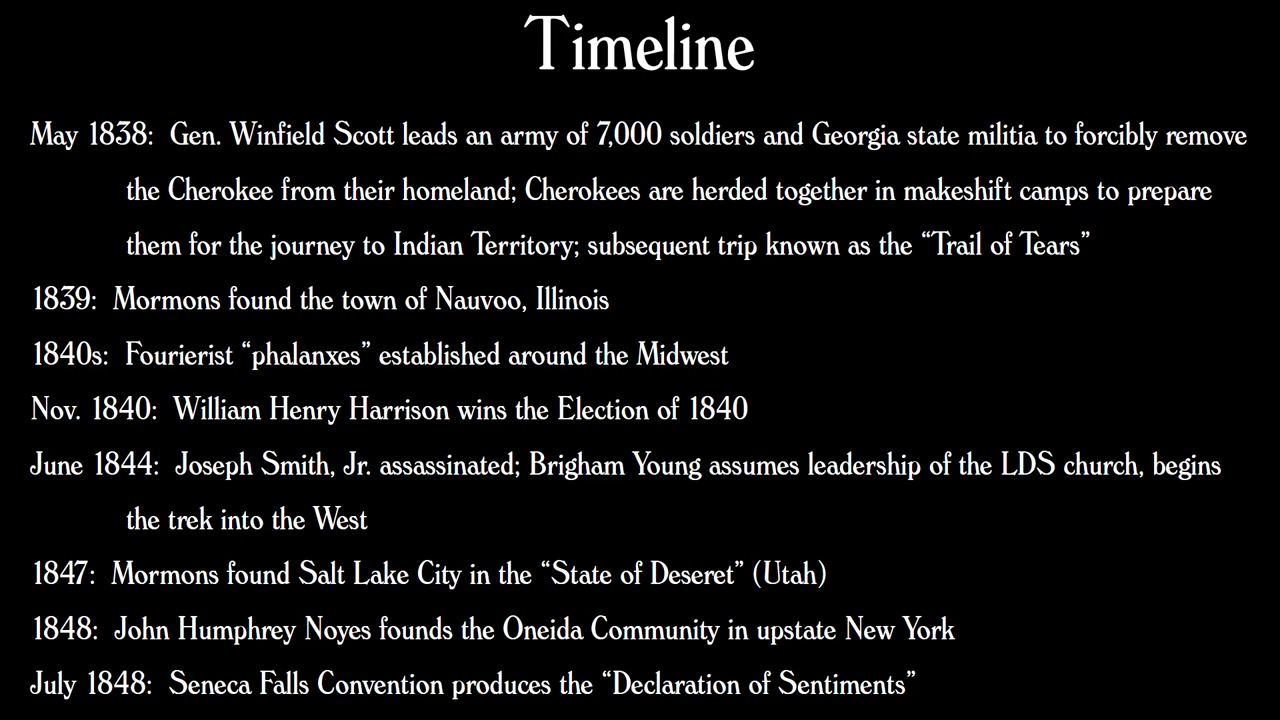 Timeline
May 1838: Gen. Winfield Scott leads an army of 7,000 soldiers and Georgia state militia to forcibly remove
the Cherokee from their homeland; Cherokees are herded together in makeshift camps to prepare
them for the journey to Indian Territory; subsequent trip known as the “Trail of Tears”
1839: Mormons found the town of Nauvoo, Illinois
1840s: Fourierist “phalanxes” established around the Midwest
Nov. 1840: William Henry Harrison wins the Election of 1840
June 1844: Joseph Smith, Jr. assassinated; Brigham Young assumes leadership of the LDS church, begins
the trek into the West
1847: Mormons found Salt Lake City in the “State of Deseret” (Utah)
1848: John Humphrey Noyes founds the Oneida Community in upstate New York
July 1848: Seneca Falls Convention produces the “Declaration of Sentiments”